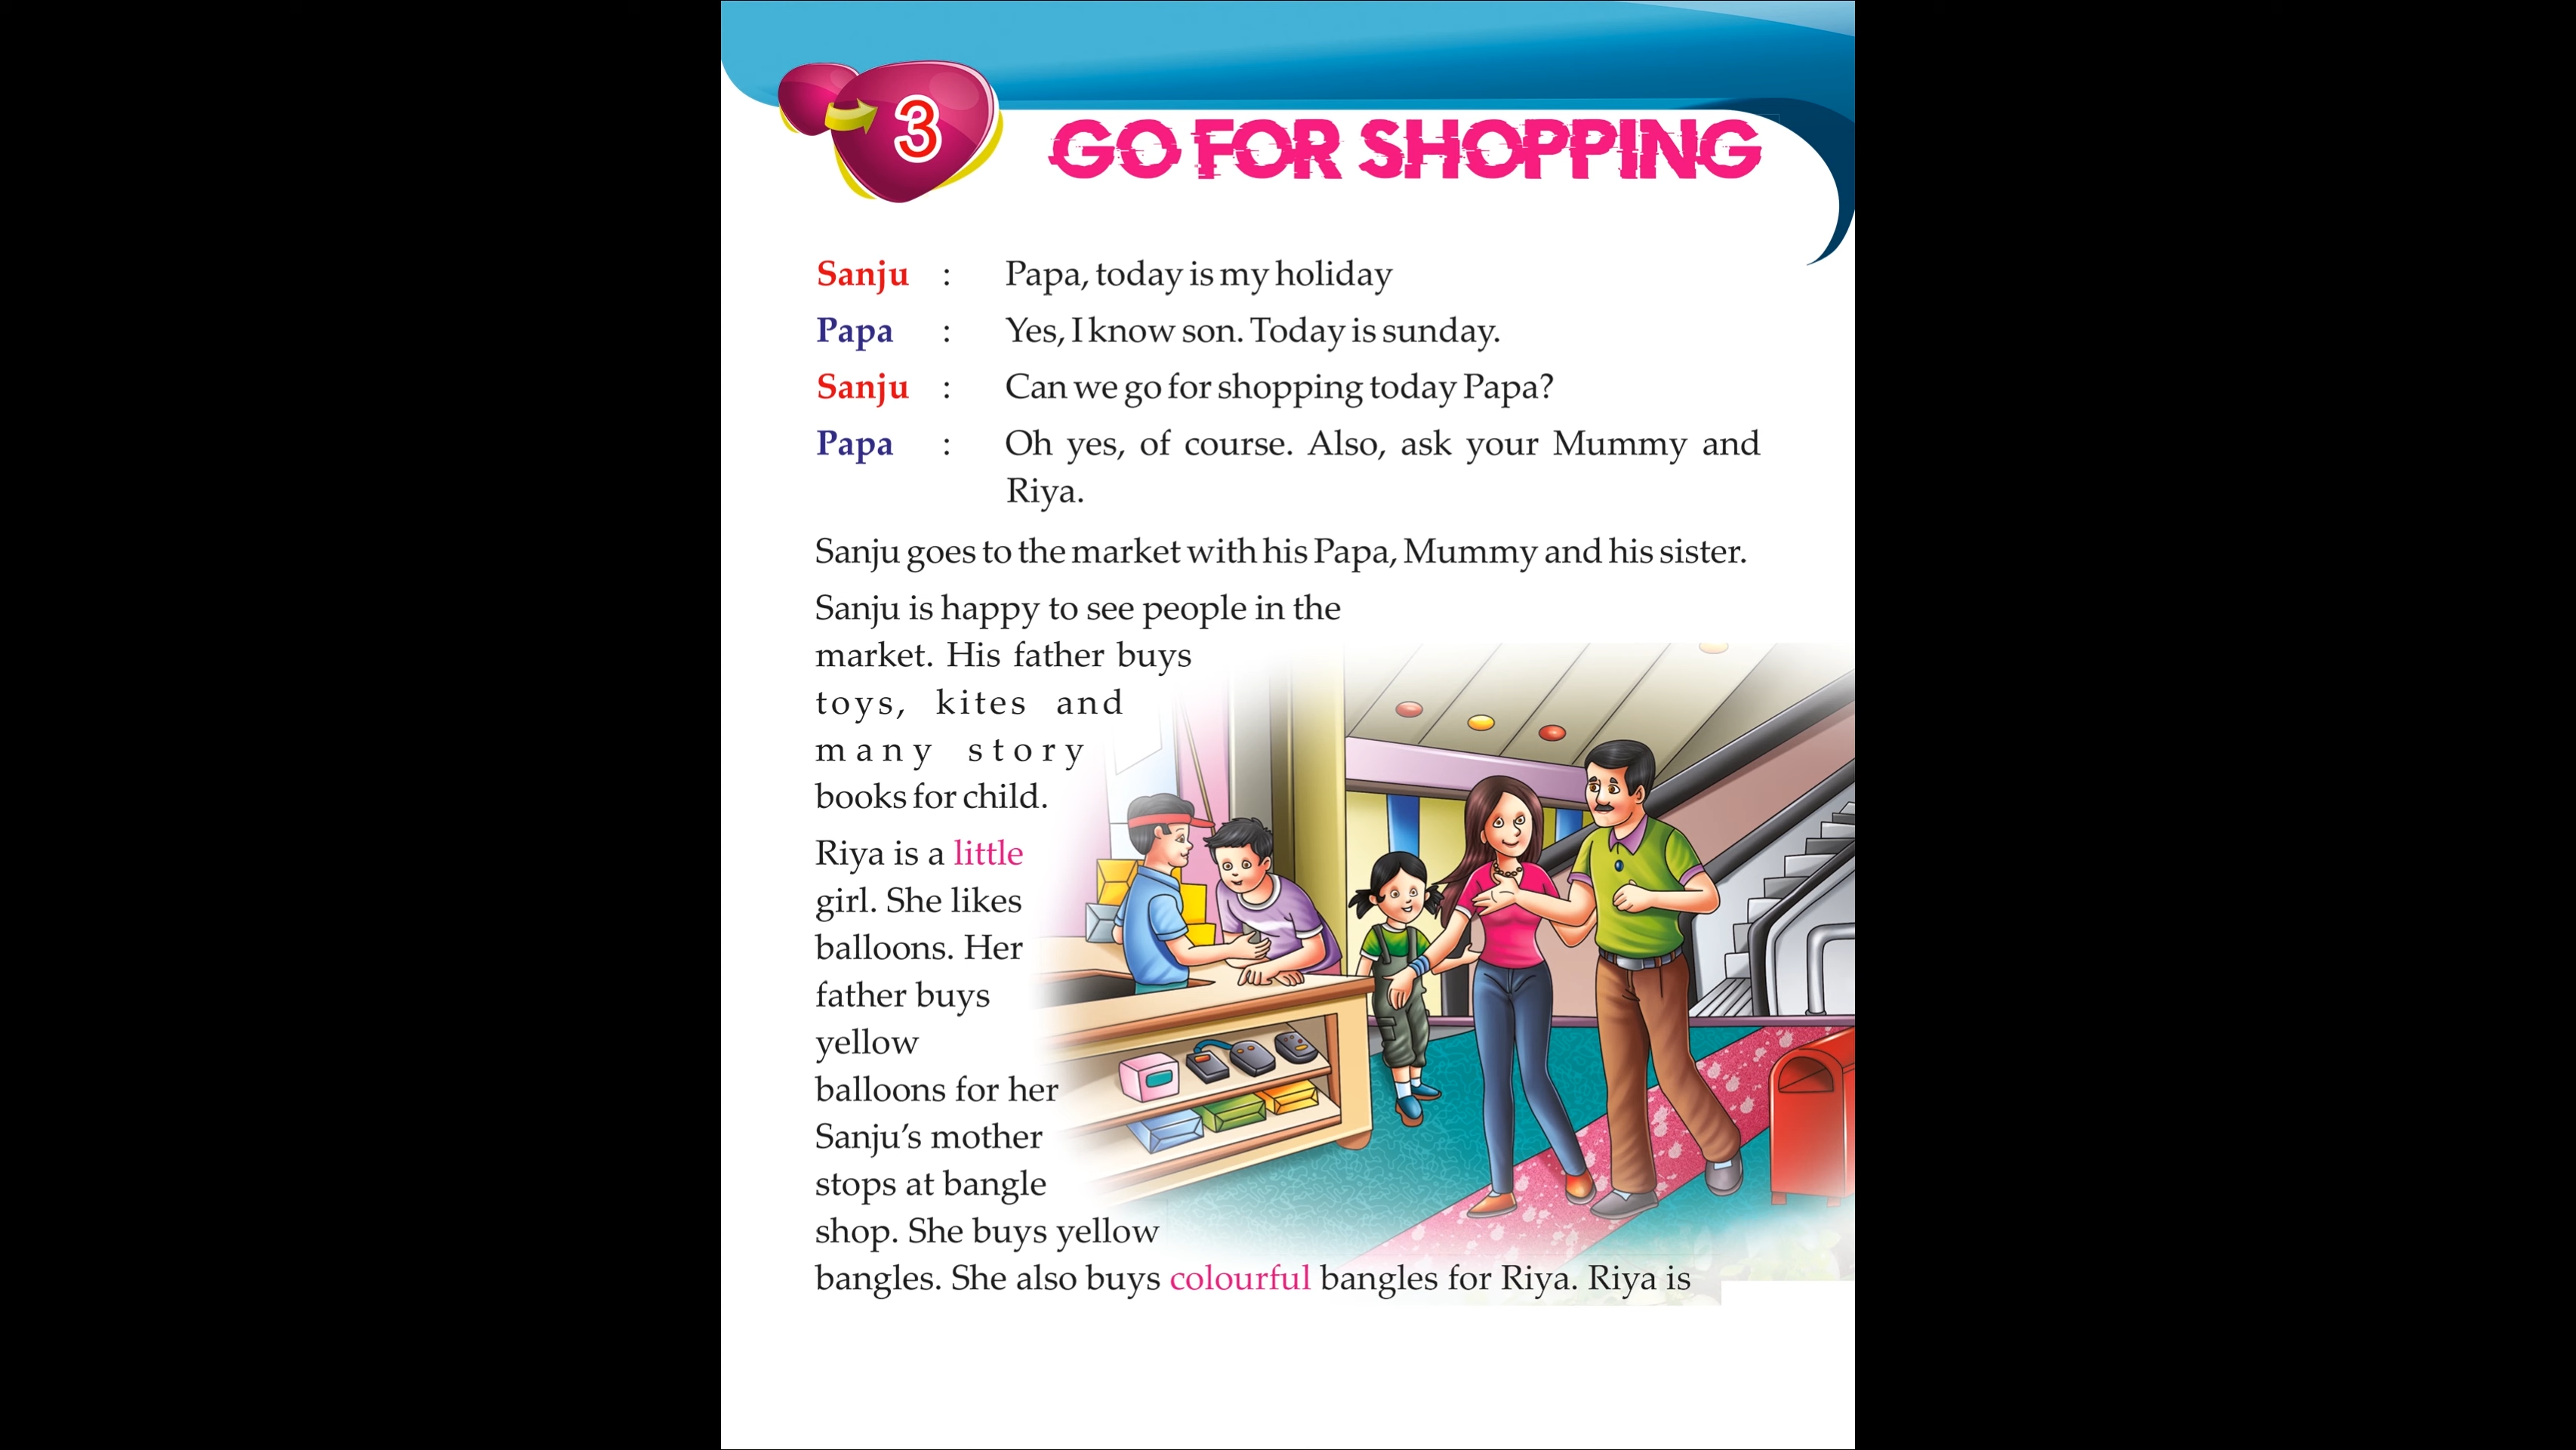 3
GO FOR SHOPPING
Sanju : Papa, today is my holiday
Papa : Yes, I know son. Today is sunday.
Sanju : Can we go for shopping today Papa?
Papa : Oh yes, of course. Also, ask your Mummy and
Riya.
Sanju goes to the market with his Papa, Mummy and his sister.
Sanju is happy to see people in the
market. His father buys
toys, kites and
many story
books for child.
Riya is a little
girl. She likes
balloons. Her
father buys
yellow
balloons for her
Sanju’s mother
stops at bangle
shop. She buys yellow
bangles. She also buys colourful bangles for Riya. Riya is